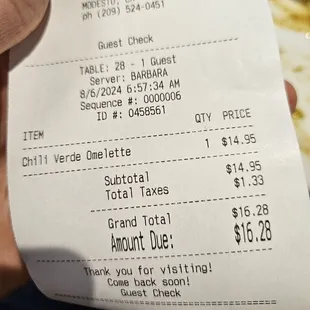 MODESTO,
ph (209) 524-0451
Guest Check
TABLE: 28 - 1 Guest
Server: BARBARA
8/6/2024 6:57:34 AM
Sequence #: 0000006
ID #: 0458561
ITEM QTY PRICE
Chili Verde Omelette 1 $14.95
Subtotal $14.95
Total Taxes $1.33
Grand Total $16.28
Amount Due: $16.28
Thank you for visiting!
Come back soon!
Guest Check